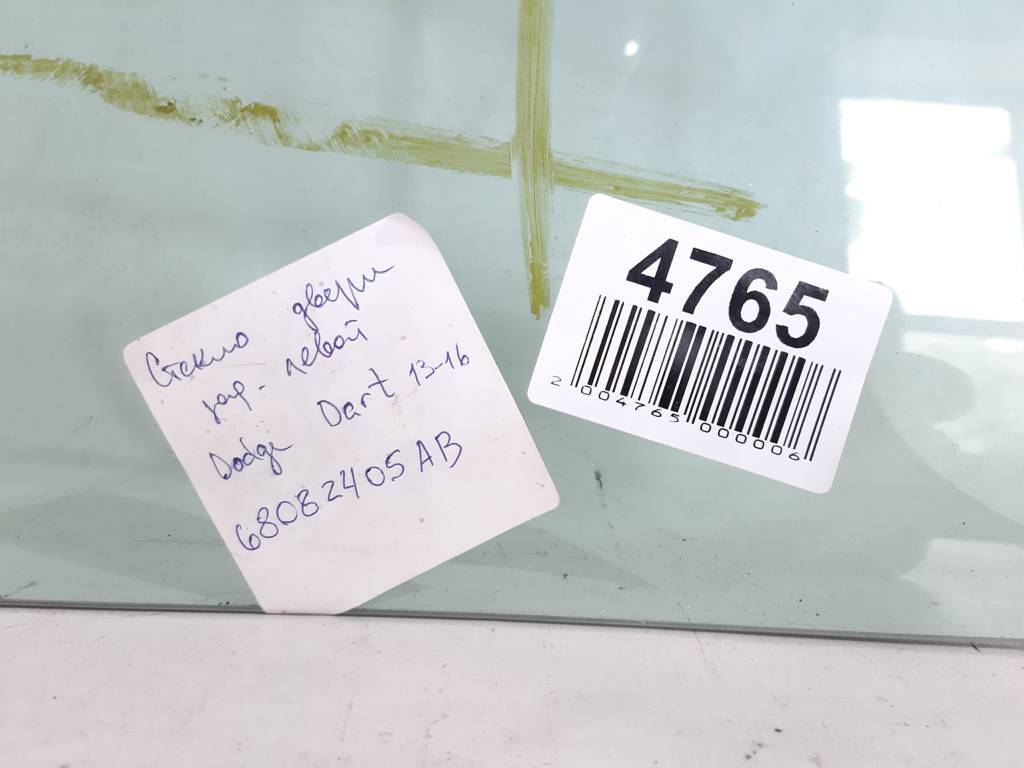 Стекло двери
зад. левой
Dodge Dart 13-16
68082405AB
4765
2 004765 000006